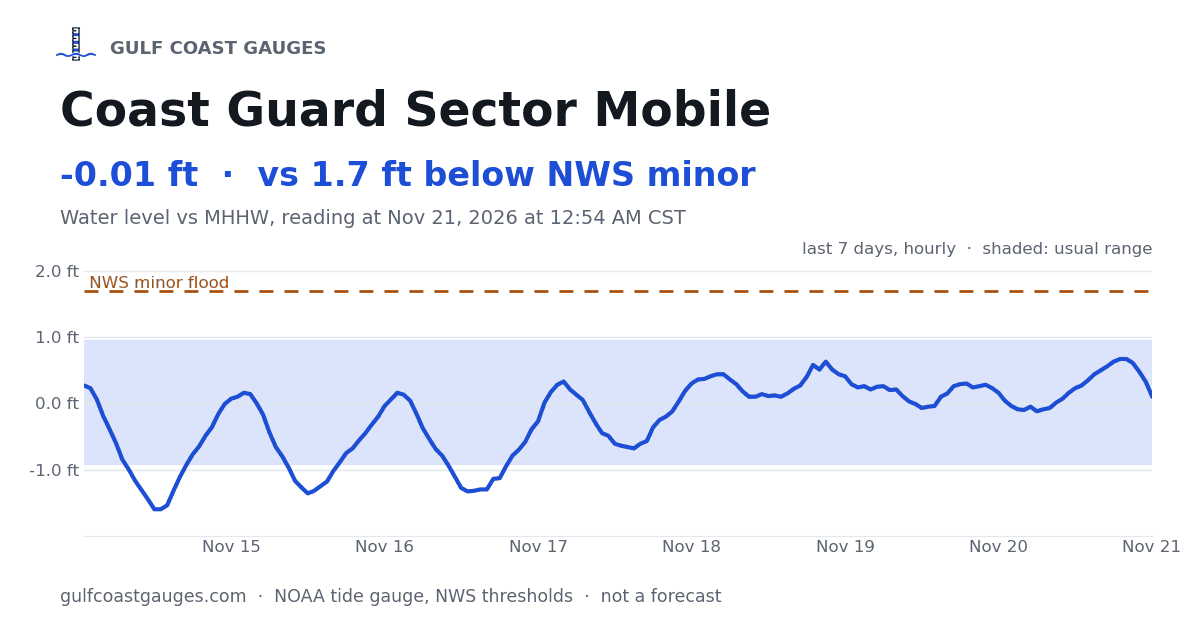 GULF COAST GAUGES
Coast Guard Sector Mobile
-0.01 ft · vs 1.7 ft below NWS minor
Water level vs MHHW, reading at Nov 21, 2026 at 12:54 AM CST
last 7 days, hourly · shaded: usual range
2.0 ft
NWS minor flood
1.0 ft
0.0 ft
-1.0 ft
Nov 15 Nov 16 Nov 17 Nov 18 Nov 19 Nov 20 Nov 21
gulfcoastgauges.com · NOAA tide gauge, NWS thresholds · not a forecast